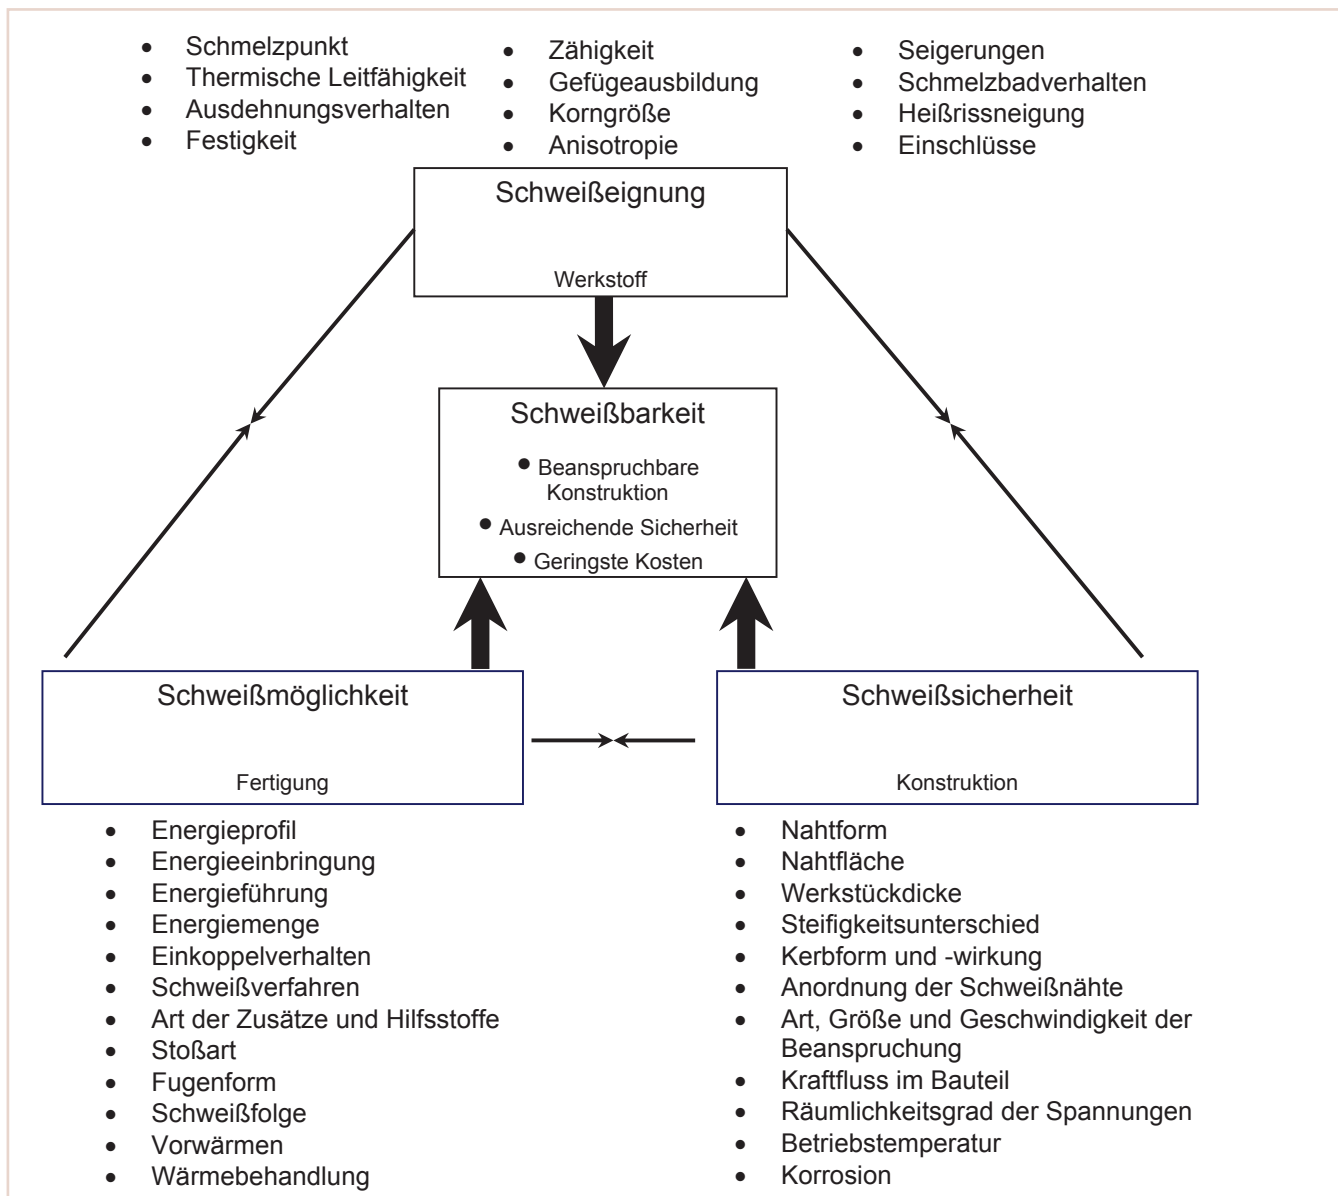 • Schmelzpunkt
• Thermische Leitfähigkeit
• Ausdehnungsverhalten
• Festigkeit
• Zähigkeit
• Gefügeausbildung
• Korngröße
• Anisotropie
• Seigerungen
• Schmelzbadverhalten
• Heißrissneigung
• Einschlüsse
Schweißeignung
Werkstoff
Schweißbarkeit
• Beanspruchbare
Konstruktion
• Ausreichende Sicherheit
• Geringste Kosten
Schweißmöglichkeit
Fertigung
Schweißsicherheit
Konstruktion
• Energieprofil
• Energieeinbringung
• Energieführung
• Energiemenge
• Einkoppelverhalten
• Schweißverfahren
• Art der Zusätze und Hilfsstoffe
• Stoßart
• Fugenform
• Schweißfolge
• Vorwärmen
• Wärmebehandlung
• Nahtform
• Nahtfläche
• Werkstückdicke
• Steifigkeitsunterschied
• Kerbform und -wirkung
• Anordnung der Schweißnähte
• Art, Größe und Geschwindigkeit der
Beanspruchung
• Kraftfluss im Bauteil
• Räumlichkeitsgrad der Spannungen
• Betriebstemperatur
• Korrosion